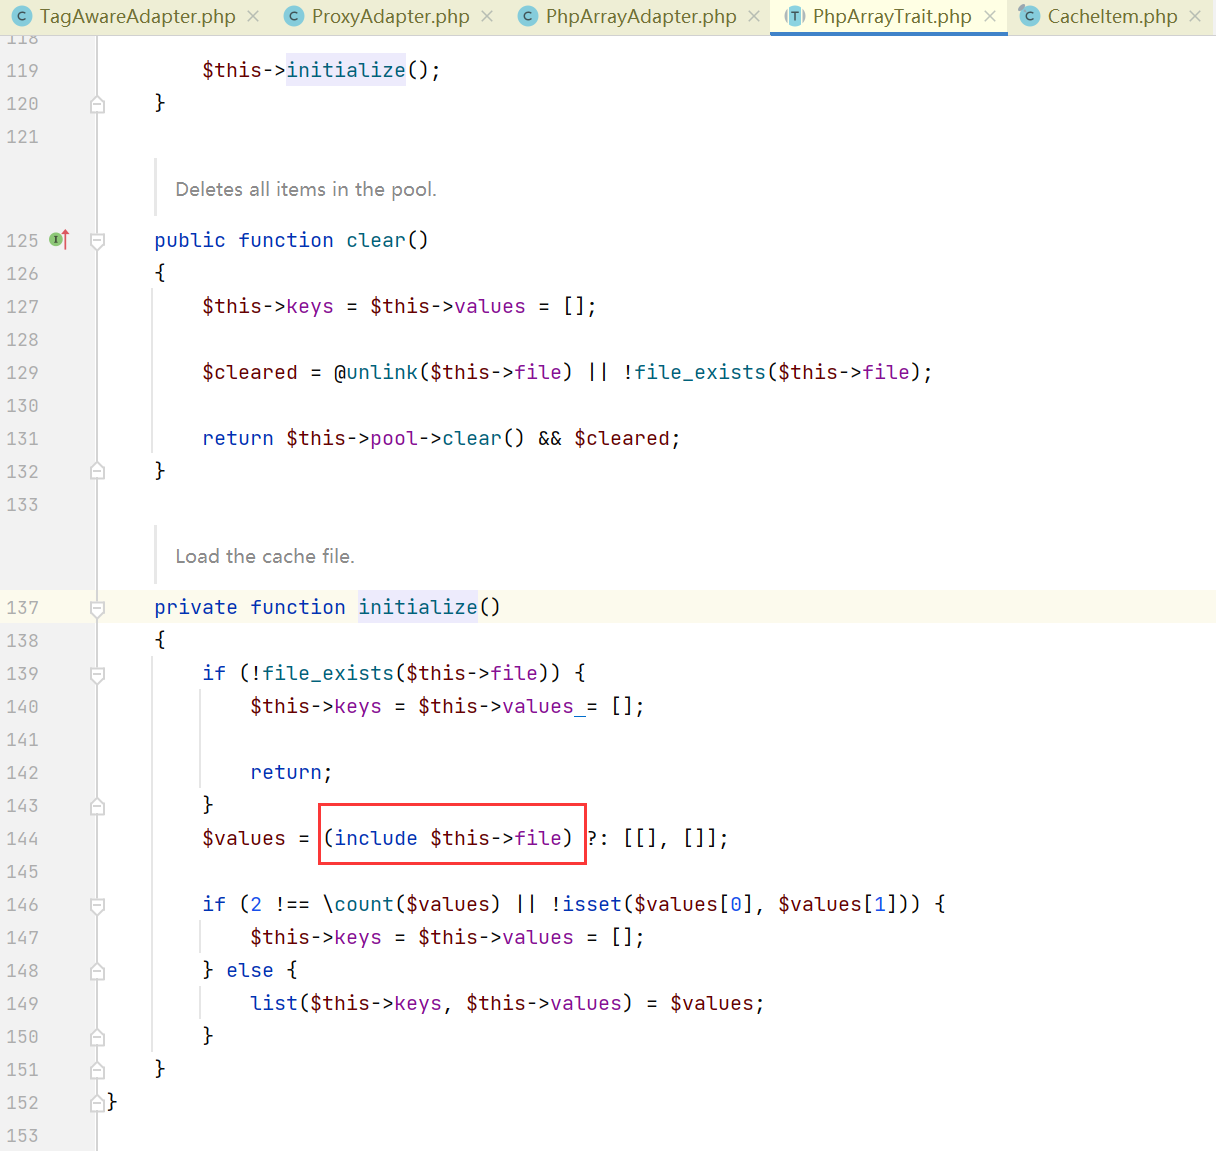 TagAwareAdapter.php ProxyAdapter.php PhpArrayAdapter.php PhpArrayTrait.php CacheItem.php
118
119 $this->initialize();
120 }
121
Deletes all items in the pool.
125 public function clear()
126 {
127 $this->keys = $this->values = [];
128
129 $cleared = @unlink($this->file) || !file_exists($this->file);
130
131 return $this->pool->clear() && $cleared;
132 }
133
Load the cache file.
137 private function initialize()
138 {
139 if (!file_exists($this->file)) {
140 $this->keys = $this->values = [];
141
142 return;
143 }
144 $values = (include $this->file) ?: [[], []];
145
146 if (2 !== \count($values) || !isset($values[0], $values[1])) {
147 $this->keys = $this->values = [];
148 } else {
149 list($this->keys, $this->values) = $values;
150 }
151 }
152 }
153